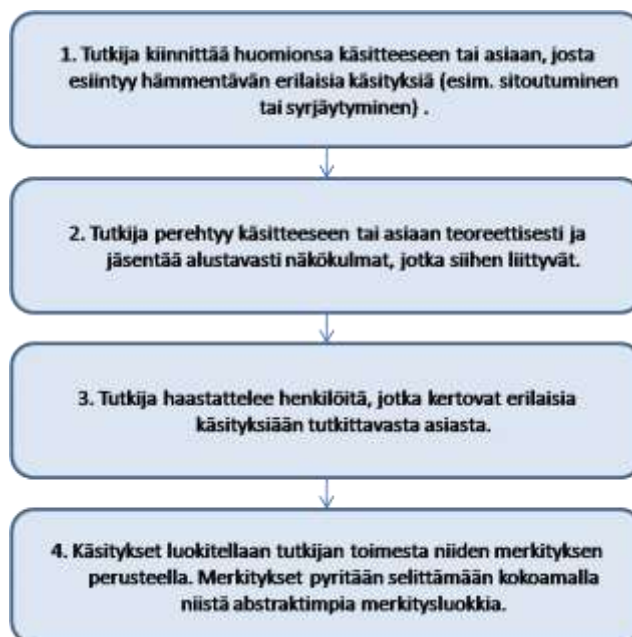 1. Tutkija kiinnittää huomionsa käsitteeseen tai asiaan, josta
esiintyy hämmentävän erilaisia käsityksiä (esim. sitoutuminen
tai syrjäytyminen) .
2. Tutkija perehtyy käsitteeseen tai asiaan teoreettisesti ja
jäsentää alustavasti näkökulmat, jotka siihen liittyvät.
3. Tutkija haastattelee henkilöitä, jotka kertovat erilaisia
käsityksiään tutkittavasta asiasta.
4. Käsitykset luokitellaan tutkijan toimesta niiden merkityksen
perusteella. Merkitykset pyritään selittämään kokoamalla
niistä abstraktimpia merkitysluokkia.